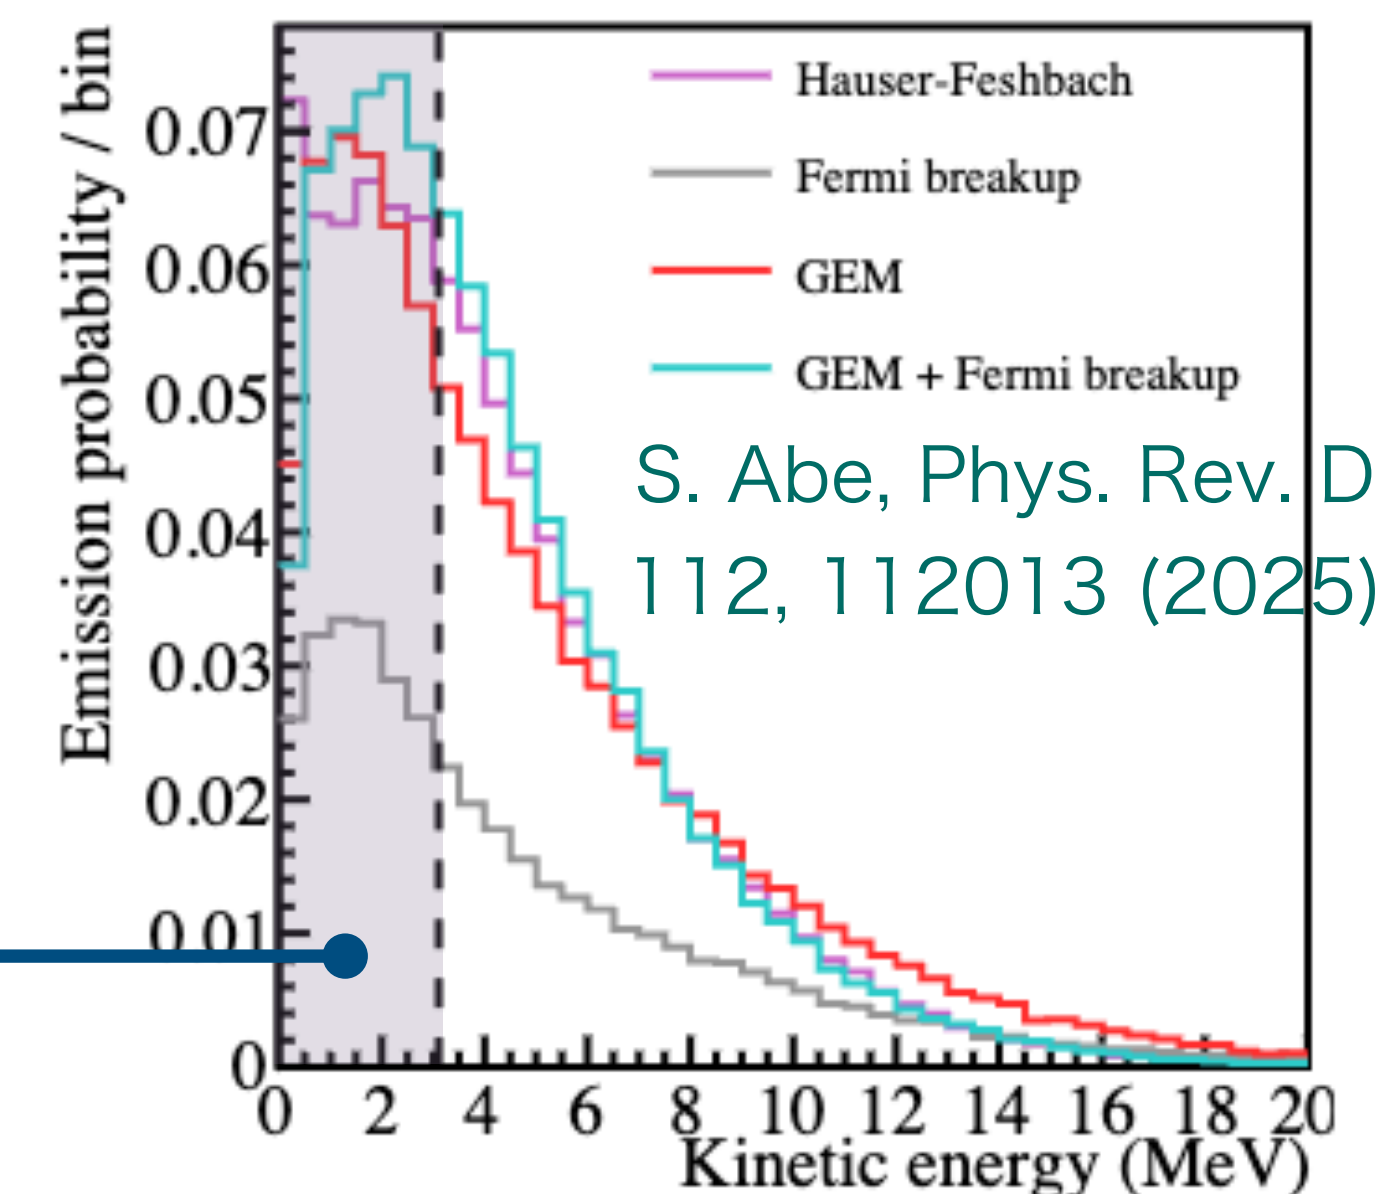 Emission probability / bin
0.07
0.06
0.05
0.04
0.03
0.02
0.01
0
Hauser-Feshbach
Fermi breakup
GEM
GEM + Fermi breakup
S. Abe, Phys. Rev. D
112, 112013 (2025)
0 2 4 6 8 10 12 14 16 18 20
Kinetic energy (MeV)